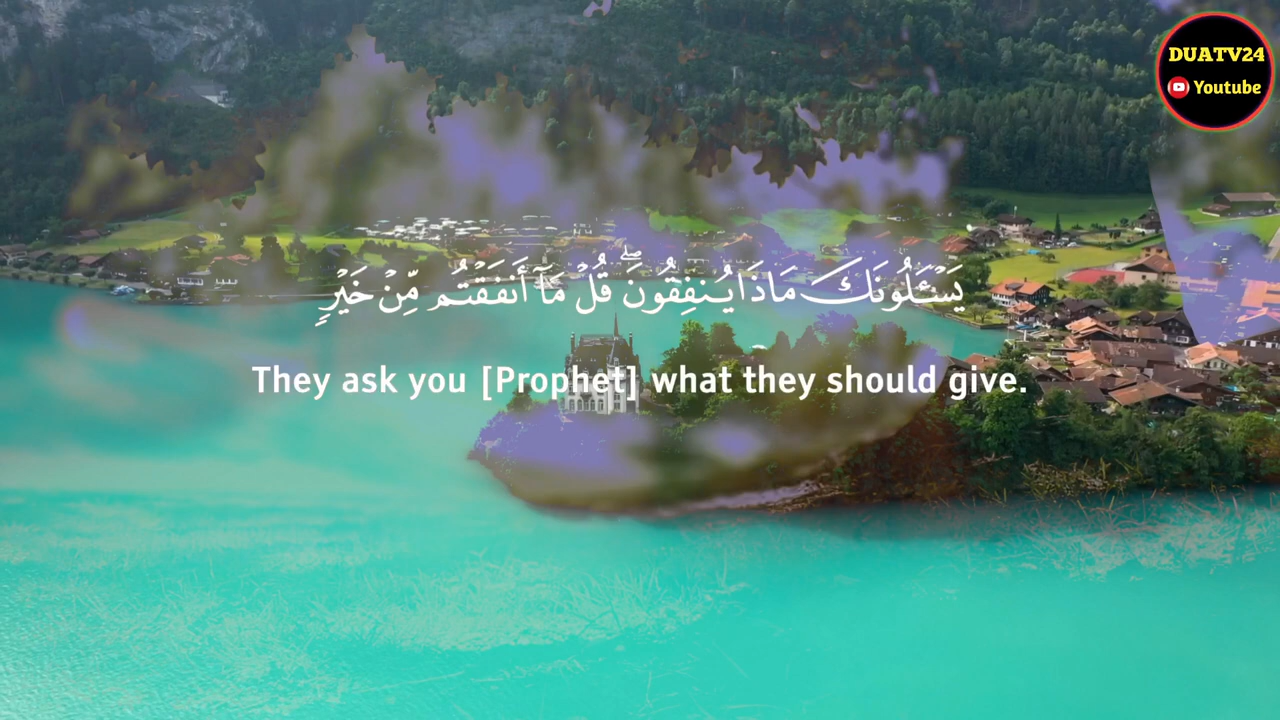 DUATV24
Youtube
يَسْـَٔلُونَكَ مَاذَا يُنفِقُونَ ۖ قُلْ مَآ أَنفَقْتُم مِّنْ خَيْرٍ
They ask you [Prophet] what they should give.